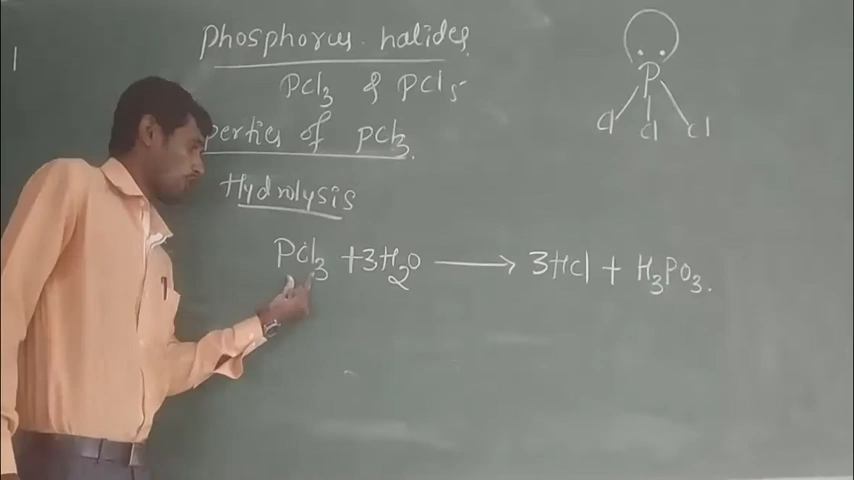 Phosphorus halides
PCl3 & PCl5
perties of PCl3.
Hydrolysis
PCl3 + 3H2O ⟶ 3HCl + H3PO3.
P
Cl Cl Cl